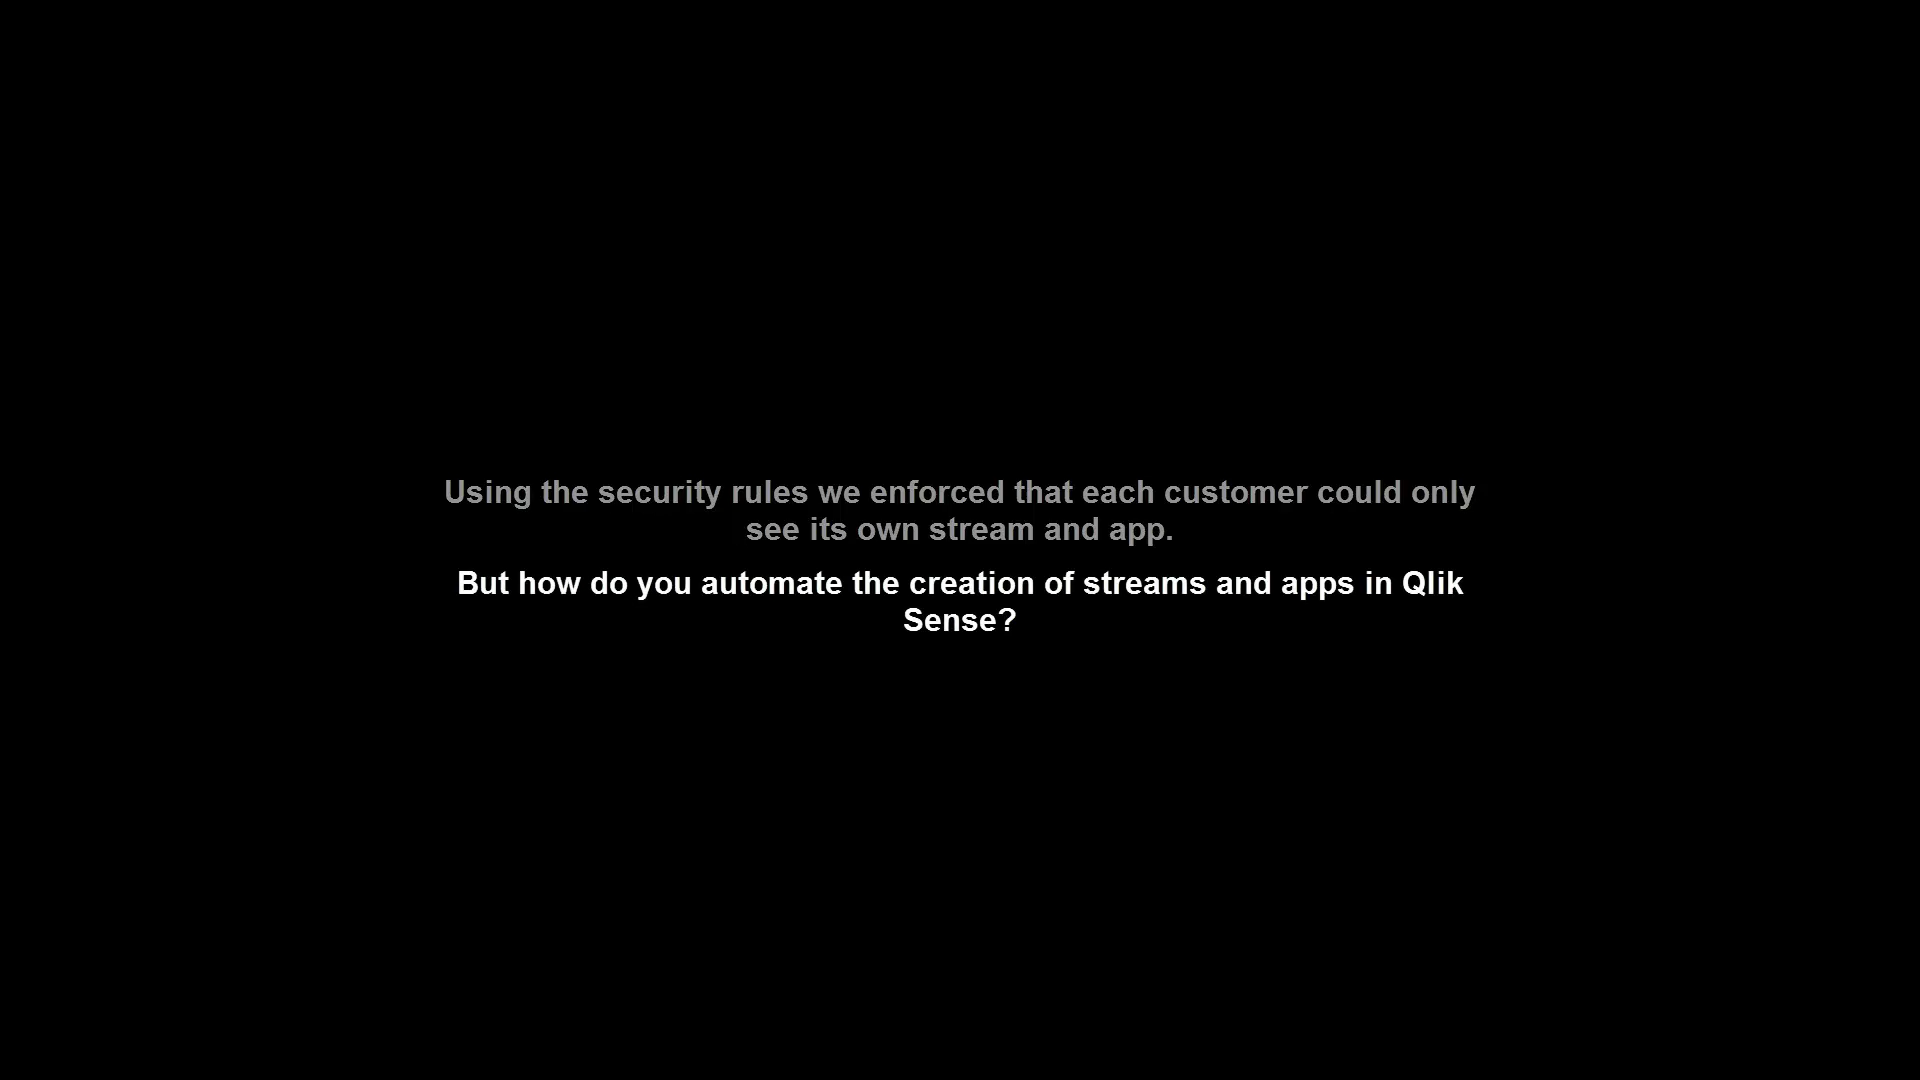 Using the security rules we enforced that each customer could only
see its own stream and app.
But how do you automate the creation of streams and apps in Qlik
Sense?